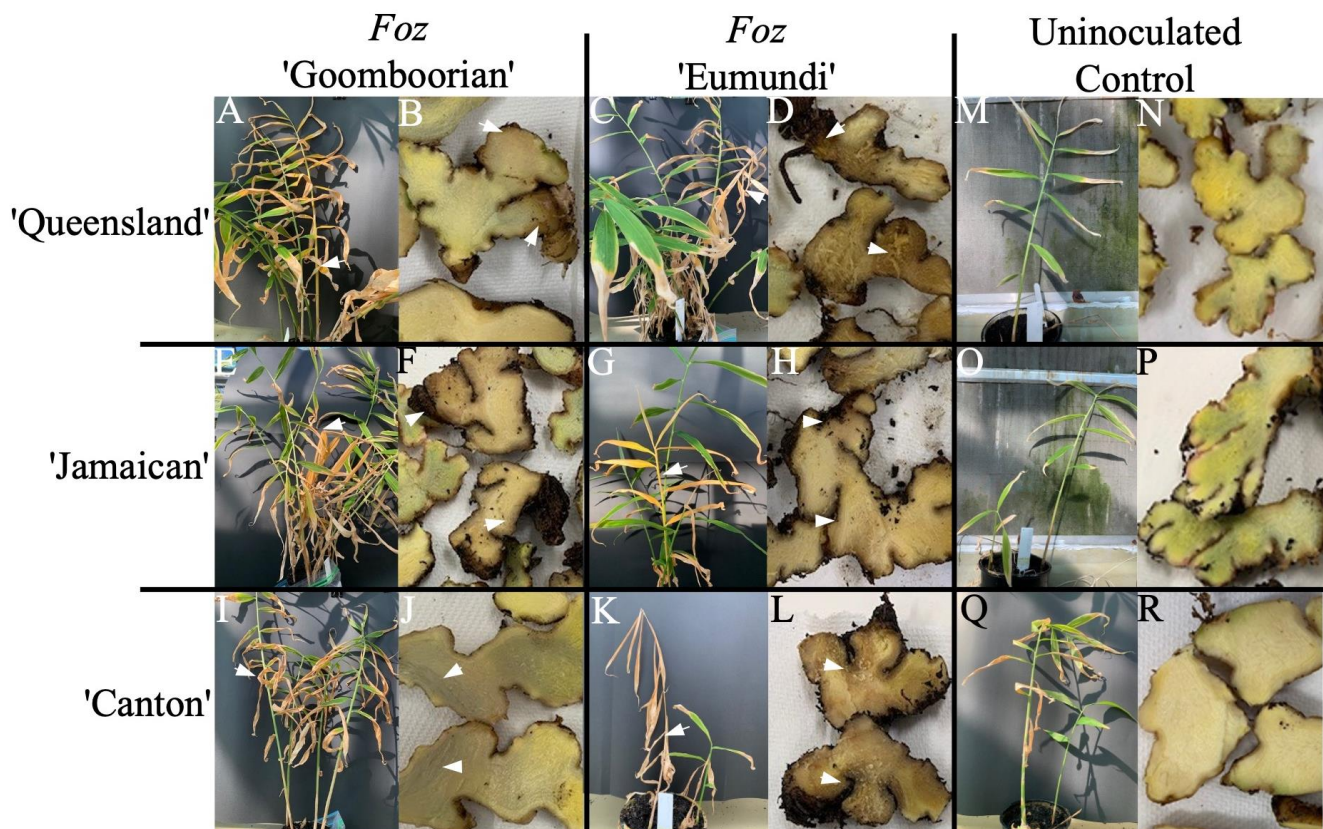 Foz
'Goomboorian'
Foz
'Eumundi'
Uninoculated
Control
'Queensland'
A
B
C
D
M
N
'Jamaican'
E
F
G
H
O
P
'Canton'
I
J
K
L
Q
R